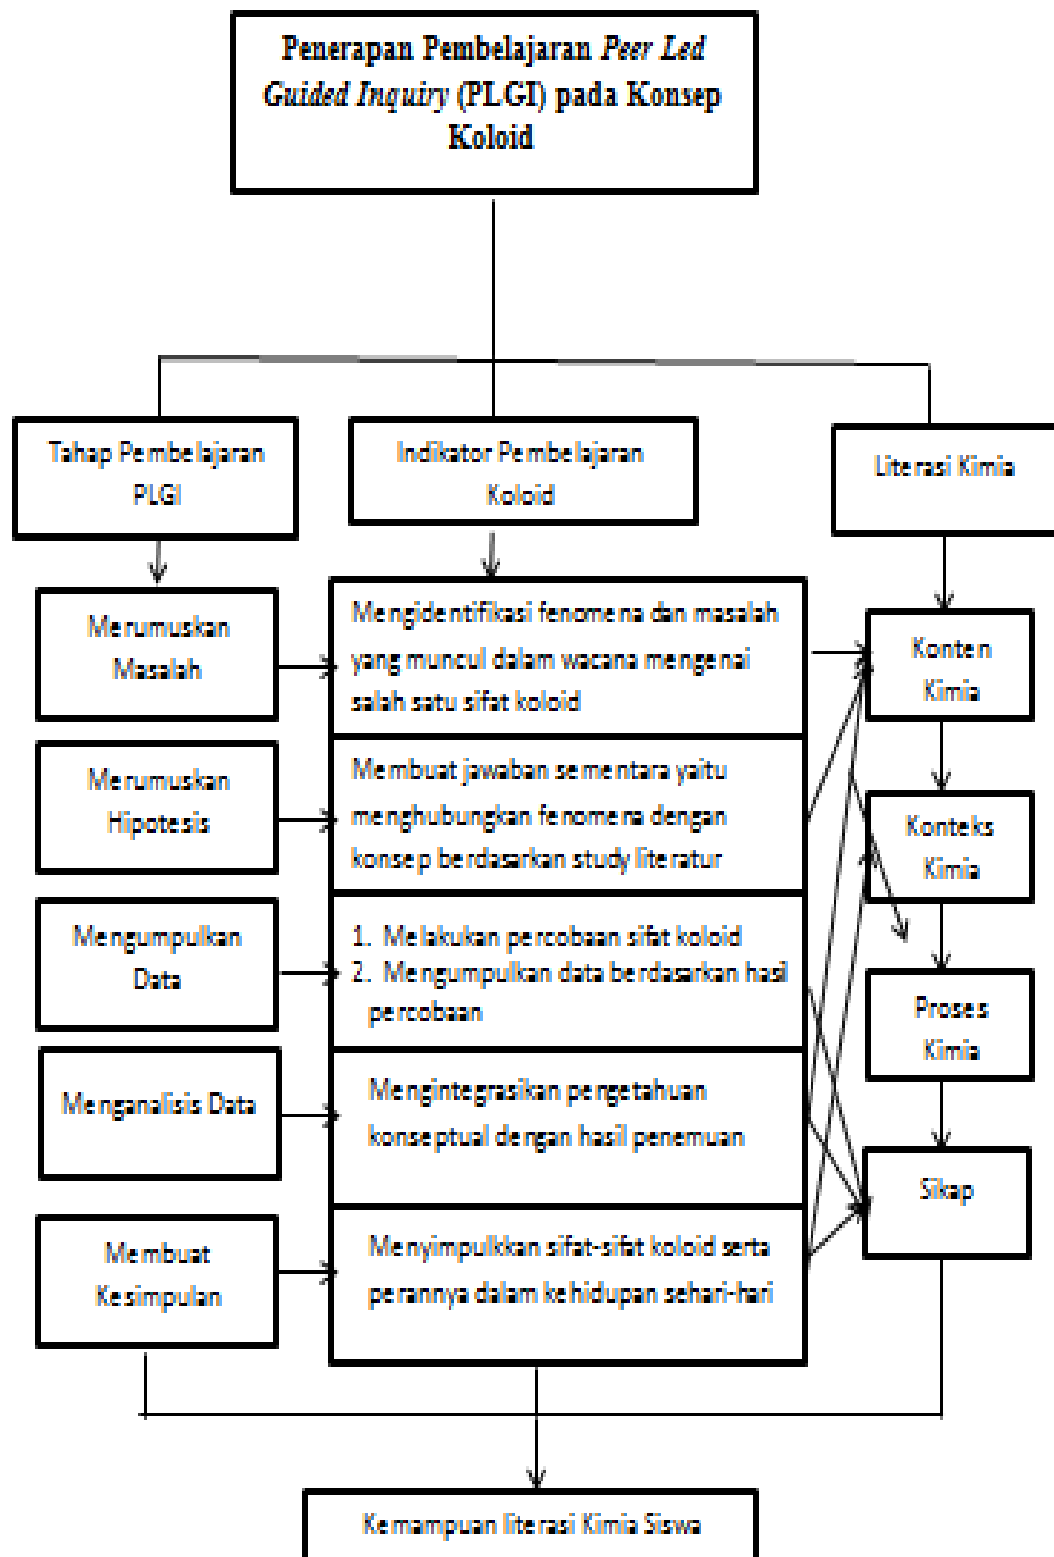 Penerapan Pembelajaran Peer Led
Guided Inquiry (PLGI) pada Konsep
Koloid
Tahap Pembelajaran
PLGI
Indikator Pembelajaran
Koloid
Literasi Kimia
Merumuskan
Masalah
Mengidentifikasi fenomena dan masalah
yang muncul dalam wacana mengenai
salah satu sifat koloid
Konten
Kimia
Merumuskan
Hipotesis
Membuat jawaban sementara yaitu
menghubungkan fenomena dengan
konsep berdasarkan study literatur
Konteks
Kimia
Mengumpulkan
Data
1. Melakukan percobaan sifat koloid
2. Mengumpulkan data berdasarkan hasil
percobaan
Proses
Kimia
Menganalisis Data
Mengintegrasikan pengetahuan
konseptual dengan hasil penemuan
Sikap
Membuat
Kesimpulan
Menyimpulkkan sifat-sifat koloid serta
perannya dalam kehidupan sehari-hari
Kemampuan literasi Kimia Siswa